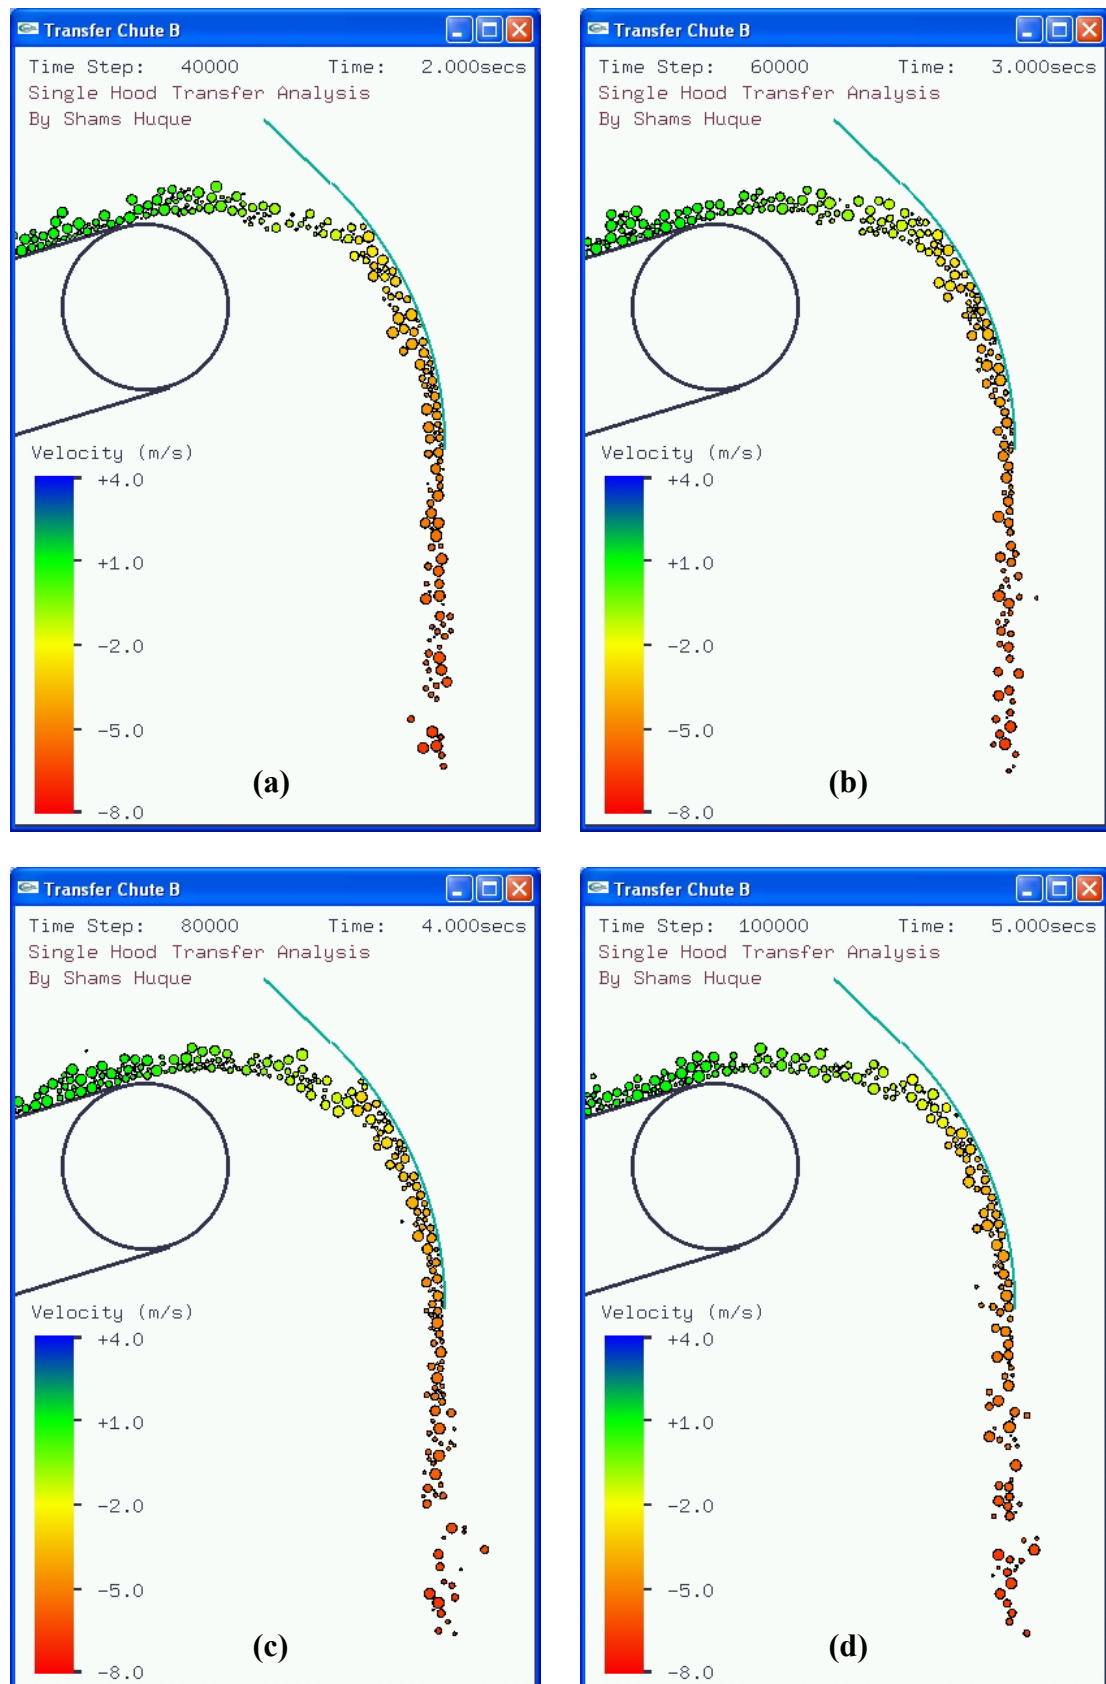 Transfer Chute B
Time Step: 40000 Time: 2.000secs
Single Hood Transfer Analysis
By Shams Huque
Velocity (m/s)
+4.0
+1.0
-2.0
-5.0
-8.0
(a)
Transfer Chute B
Time Step: 60000 Time: 3.000secs
Single Hood Transfer Analysis
By Shams Huque
Velocity (m/s)
+4.0
+1.0
-2.0
-5.0
-8.0
(b)
Transfer Chute B
Time Step: 80000 Time: 4.000secs
Single Hood Transfer Analysis
By Shams Huque
Velocity (m/s)
+4.0
+1.0
-2.0
-5.0
-8.0
(c)
Transfer Chute B
Time Step: 100000 Time: 5.000secs
Single Hood Transfer Analysis
By Shams Huque
Velocity (m/s)
+4.0
+1.0
-2.0
-5.0
-8.0
(d)